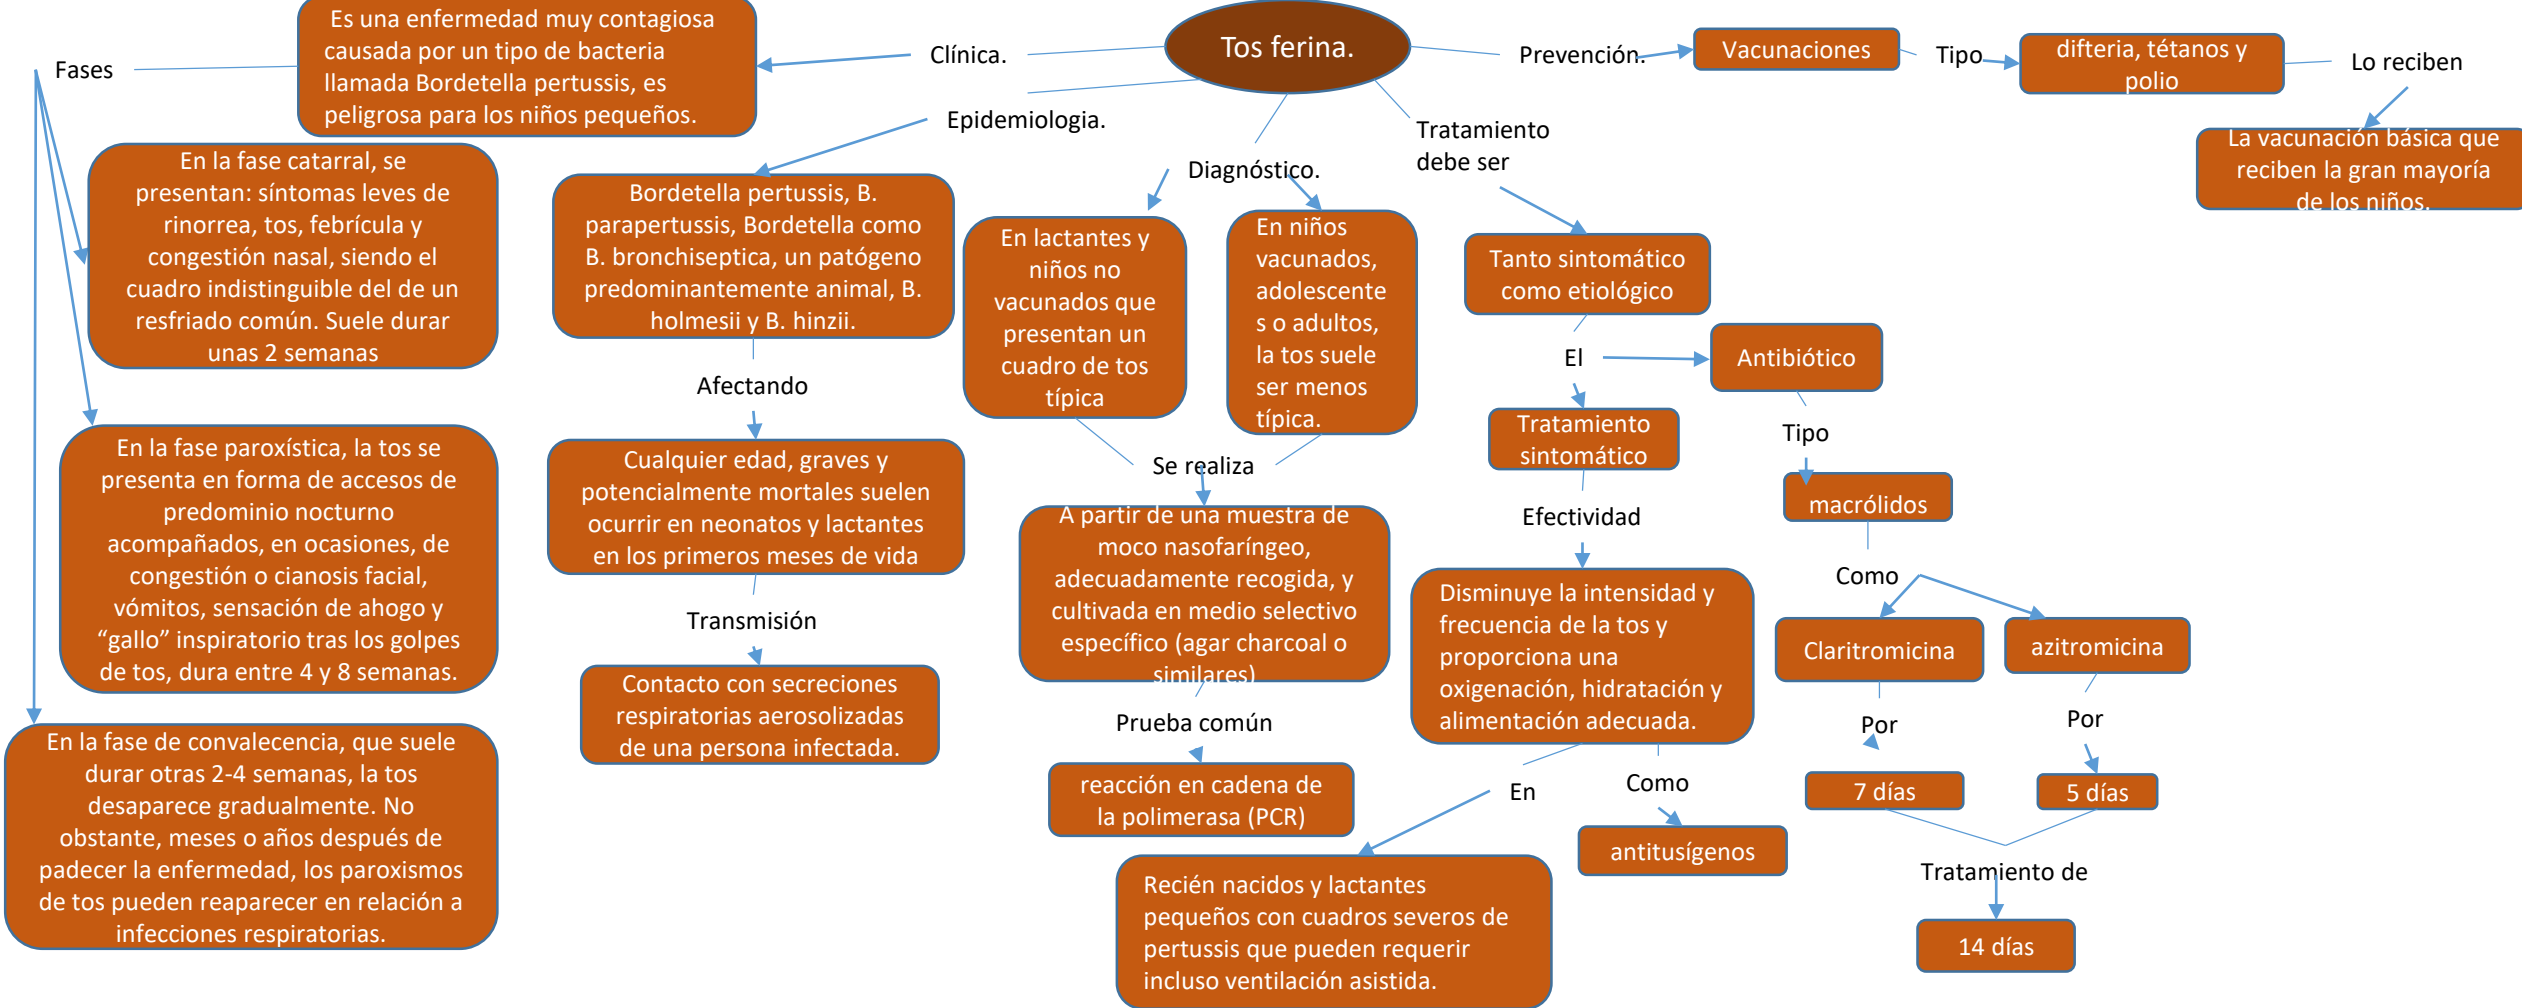 Tos ferina.
Clínica.
Es una enfermedad muy contagiosa
causada por un tipo de bacteria
llamada Bordetella pertussis, es
peligrosa para los niños pequeños.
Fases
En la fase catarral, se
presentan: síntomas leves de
rinorrea, tos, febrícula y
congestión nasal, siendo el
cuadro indistinguible del de un
resfriado común. Suele durar
unas 2 semanas
En la fase paroxística, la tos se
presenta en forma de accesos de
predominio nocturno
acompañados, en ocasiones, de
congestión o cianosis facial,
vómitos, sensación de ahogo y
“gallo” inspiratorio tras los golpes
de tos, dura entre 4 y 8 semanas.
En la fase de convalecencia, que suele
durar otras 2-4 semanas, la tos
desaparece gradualmente. No
obstante, meses o años después de
padecer la enfermedad, los paroxismos
de tos pueden reaparecer en relación a
infecciones respiratorias.
Epidemiologia.
Bordetella pertussis, B.
parapertussis, Bordetella como
B. bronchiseptica, un patógeno
predominantemente animal, B.
holmesii y B. hinzii.
Afectando
Cualquier edad, graves y
potencialmente mortales suelen
ocurrir en neonatos y lactantes
en los primeros meses de vida
Transmisión
Contacto con secreciones
respiratorias aerosolizadas
de una persona infectada.
Diagnóstico.
En lactantes y
niños no
vacunados que
presentan un
cuadro de tos
típica
En niños
vacunados,
adolescente
s o adultos,
la tos suele
ser menos
típica.
Se realiza
A partir de una muestra de
moco nasofaríngeo,
adecuadamente recogida, y
cultivada en medio selectivo
específico (agar charcoal o
similares)
Prueba común
reacción en cadena de
la polimerasa (PCR)
Tratamiento
debe ser
Tanto sintomático
como etiológico
El
Tratamiento
sintomático
Efectividad
Disminuye la intensidad y
frecuencia de la tos y
proporciona una
oxigenación, hidratación y
alimentación adecuada.
En
Recién nacidos y lactantes
pequeños con cuadros severos de
pertussis que pueden requerir
incluso ventilación asistida.
Como
antitusígenos
Antibiótico
Tipo
macrólidos
Como
Claritromicina
Por
7 días
azitromicina
Por
5 días
Tratamiento de
14 días
Prevención.
Vacunaciones
Tipo
difteria, tétanos y
polio
Lo reciben
La vacunación básica que
reciben la gran mayoría
de los niños.